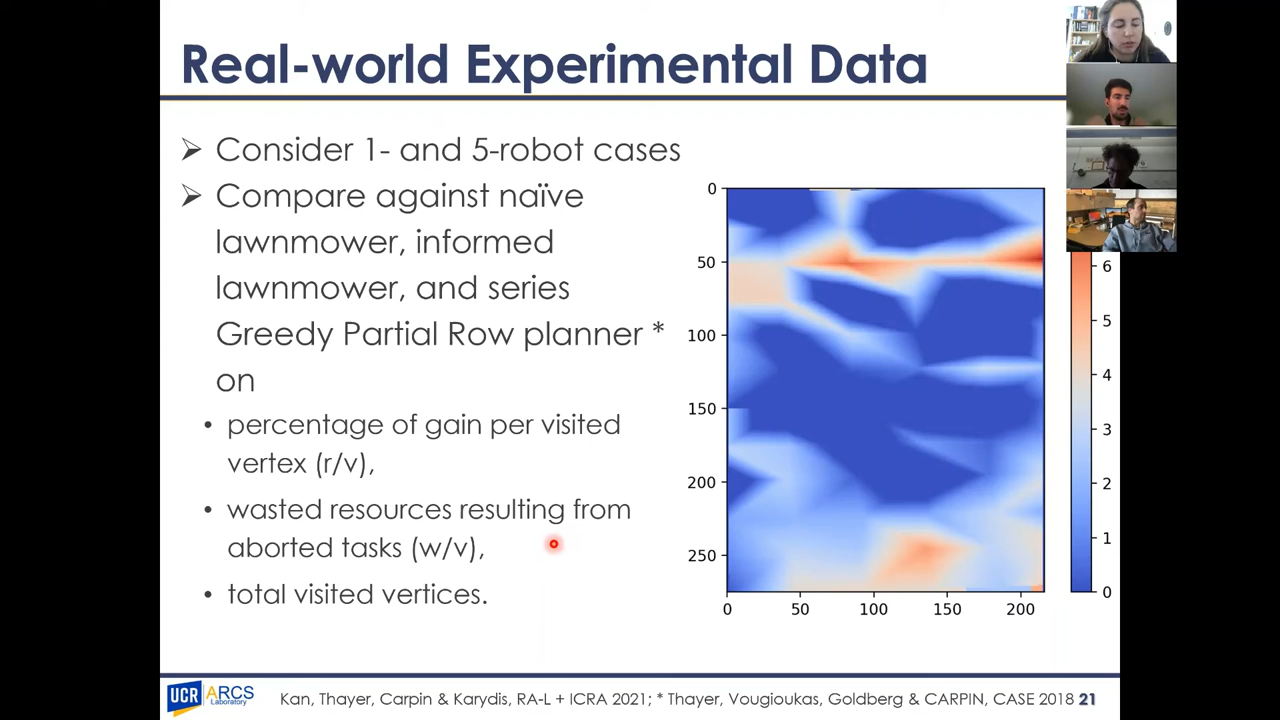 Real-world Experimental Data
➢ Consider 1- and 5-robot cases
➢ Compare against naïve
lawnmower, informed
lawnmower, and series
Greedy Partial Row planner *
on
• percentage of gain per visited
vertex (r/v),
• wasted resources resulting from
aborted tasks (w/v),
• total visited vertices.
0
50
100
150
200
250
0 50 100 150 200
6
5
4
3
2
1
0
UCR ARCS
Laboratory
Kan, Thayer, Carpin & Karydis, RA-L + ICRA 2021; * Thayer, Vougioukas, Goldberg & CARPIN, CASE 2018 21